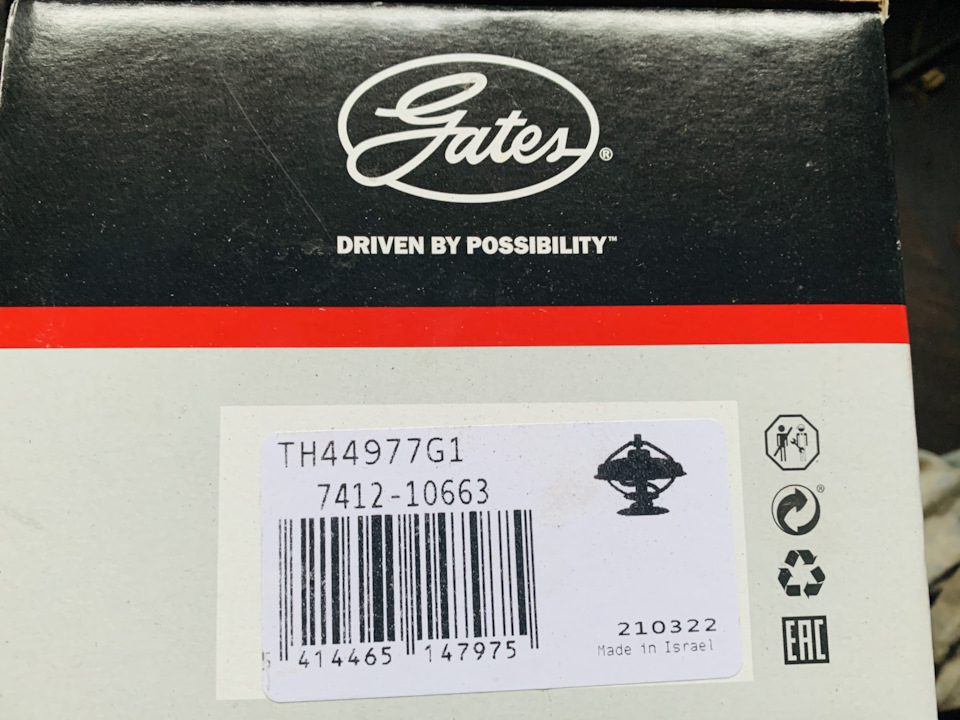 Gates®
DRIVEN BY POSSIBILITY™
TH44977G1
7412-10663
5 414465 147975
210322
Made in Israel
®
EAC